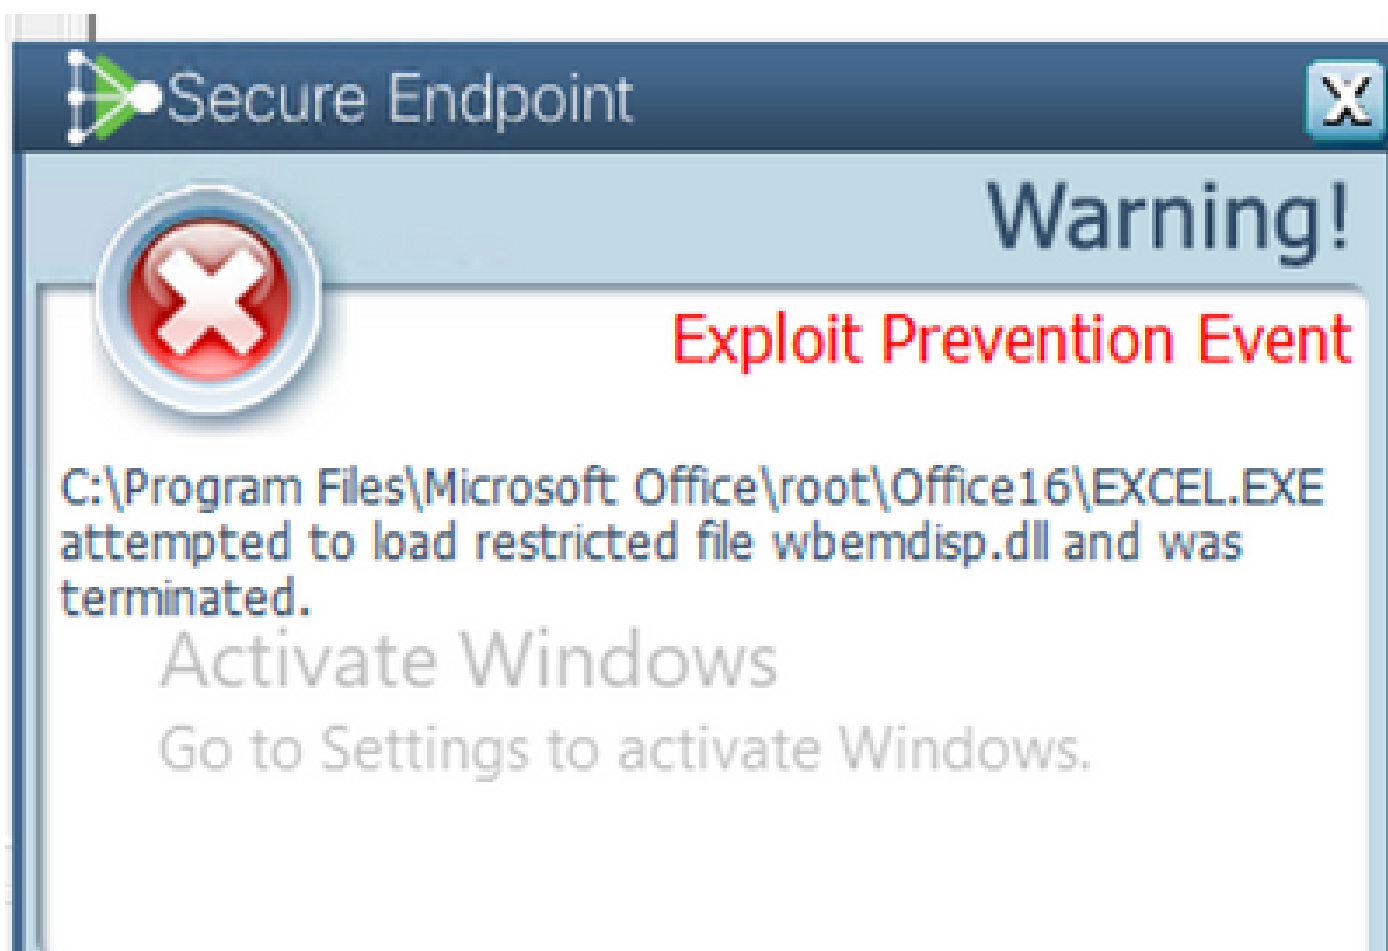 Secure Endpoint
X
Warning!
Exploit Prevention Event
C:\Program Files\Microsoft Office\root\Office16\EXCEL.EXE
attempted to load restricted file wbemdisp.dll and was
terminated.
Activate Windows
Go to Settings to activate Windows.